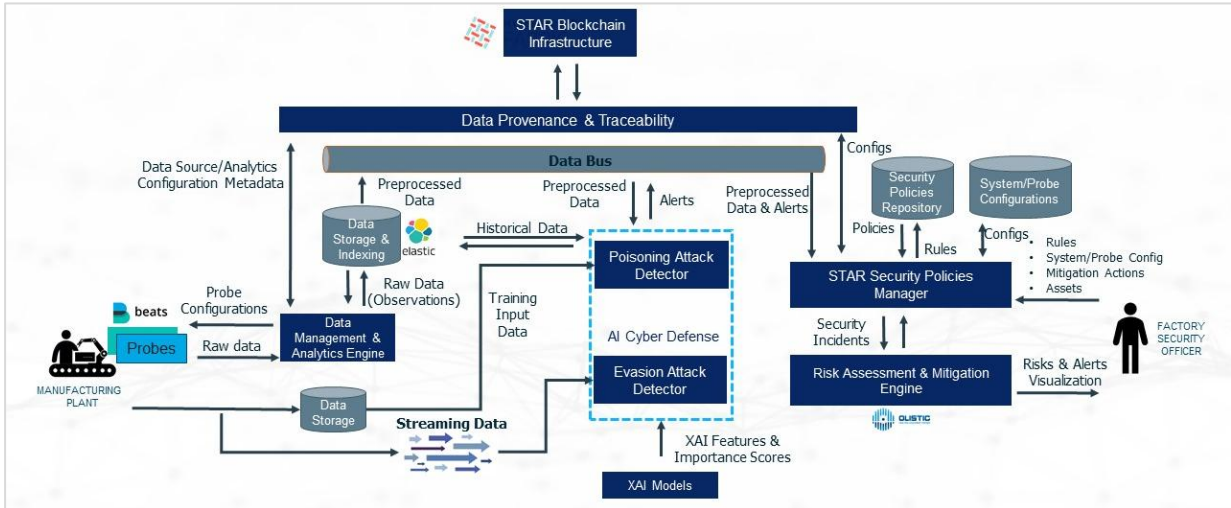 STAR Blockchain
Infrastructure
Data Provenance & Traceability
Data Bus
Data Source/Analytics
Configuration Metadata
Preprocessed
Data
Preprocessed
Data
Alerts
Preprocessed
Data & Alerts
Configs
Security
Policies
Repository
System/Probe
Configurations
Data
Storage &
Indexing
elastic
Historical Data
Policies
Rules
Configs
• Rules
• System/Probe Config
• Mitigation Actions
• Assets
Poisoning Attack
Detector
STAR Security Policies
Manager
Raw Data
(Observations)
Training
Input
Data
Probe
Configurations
beats
Probes
Raw data
Data
Management &
Analytics Engine
AI Cyber Defense
Security
Incidents
FACTORY
SECURITY
OFFICER
MANUFACTURING
PLANT
Evasion Attack
Detector
Risk Assessment & Mitigation
Engine
Risks & Alerts
Visualization
Data
Storage
Streaming Data
OLISTIC
XAI Features &
Importance Scores
XAI Models